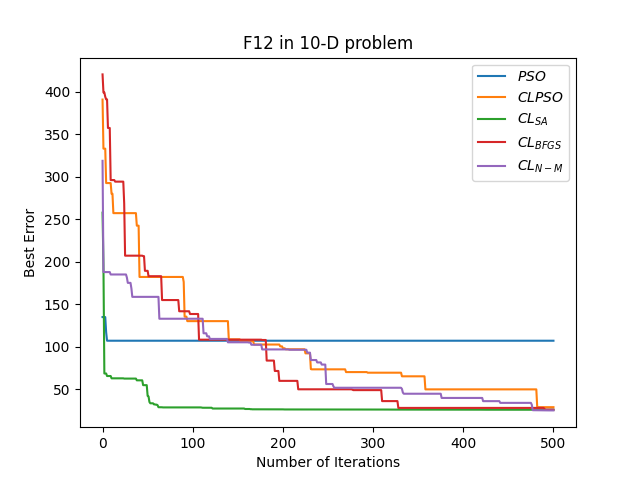 F12 in 10-D problem
Best Error
400
350
300
250
200
150
100
50
0
100
200
300
400
500
Number of Iterations
PSO
CLPSO
CL_SA
CL_BFGS
CL_N−M